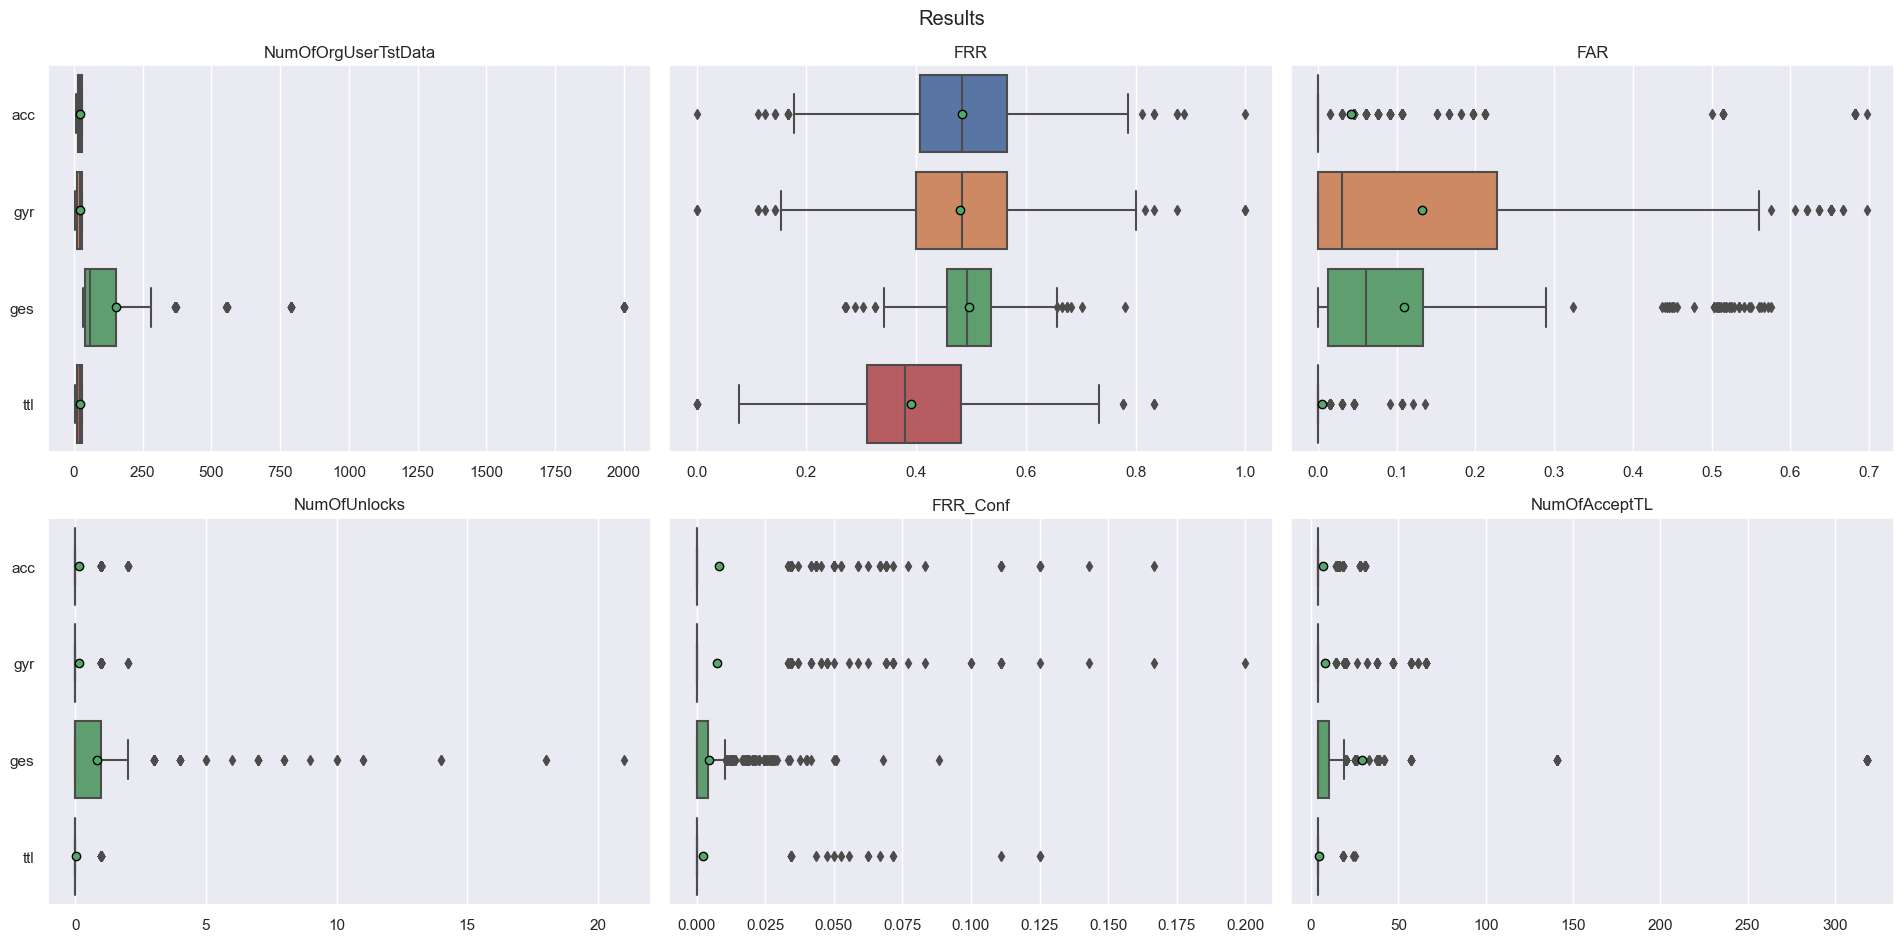 Results
NumOfOrgUserTstData
FRR
FAR
acc
gyr
ges
ttl
0 250 500 750 1000 1250 1500 1750 2000
0.0 0.2 0.4 0.6 0.8 1.0
0.0 0.1 0.2 0.3 0.4 0.5 0.6 0.7
NumOfUnlocks
FRR_Conf
NumOfAcceptTL
acc
gyr
ges
ttl
0 5 10 15 20
0.000 0.025 0.050 0.075 0.100 0.125 0.150 0.175 0.200
0 50 100 150 200 250 300